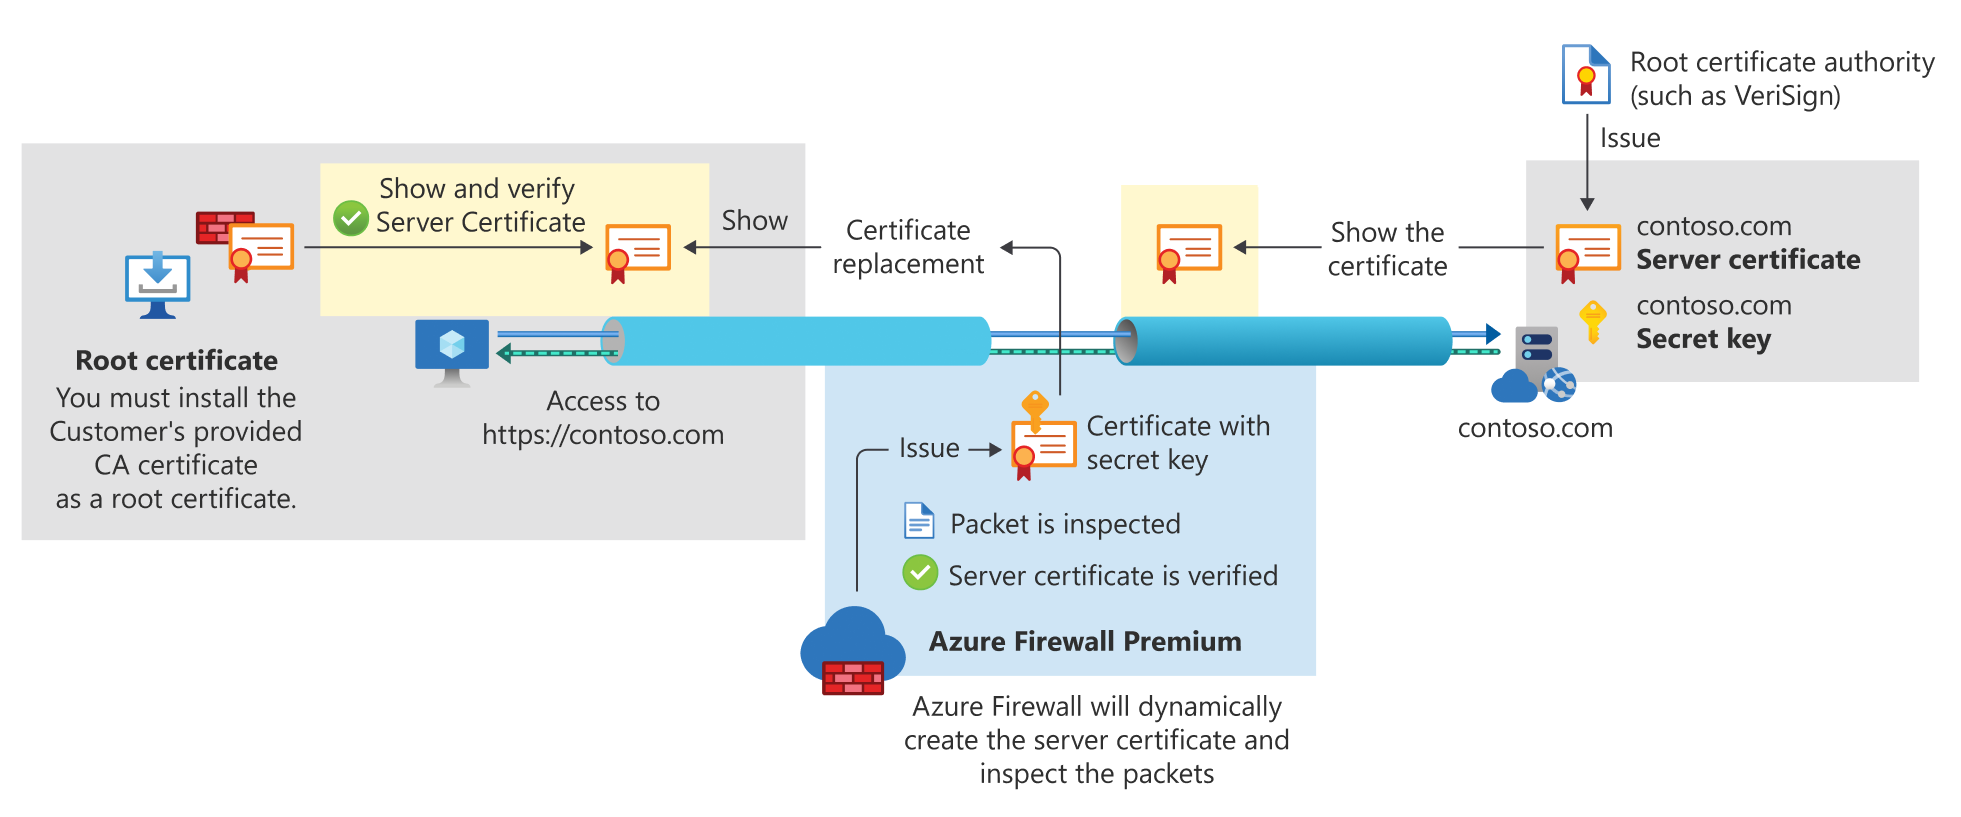 Root certificate authority
(such as VeriSign)
Issue
Show and verify
Server Certificate
Show
Certificate
replacement
Show the
certificate
contoso.com
Server certificate
contoso.com
Secret key
Root certificate
You must install the
Customer's provided
CA certificate
as a root certificate.
Access to
https://contoso.com
contoso.com
Issue
Certificate with
secret key
Packet is inspected
Server certificate is verified
Azure Firewall Premium
Azure Firewall will dynamically
create the server certificate and
inspect the packets